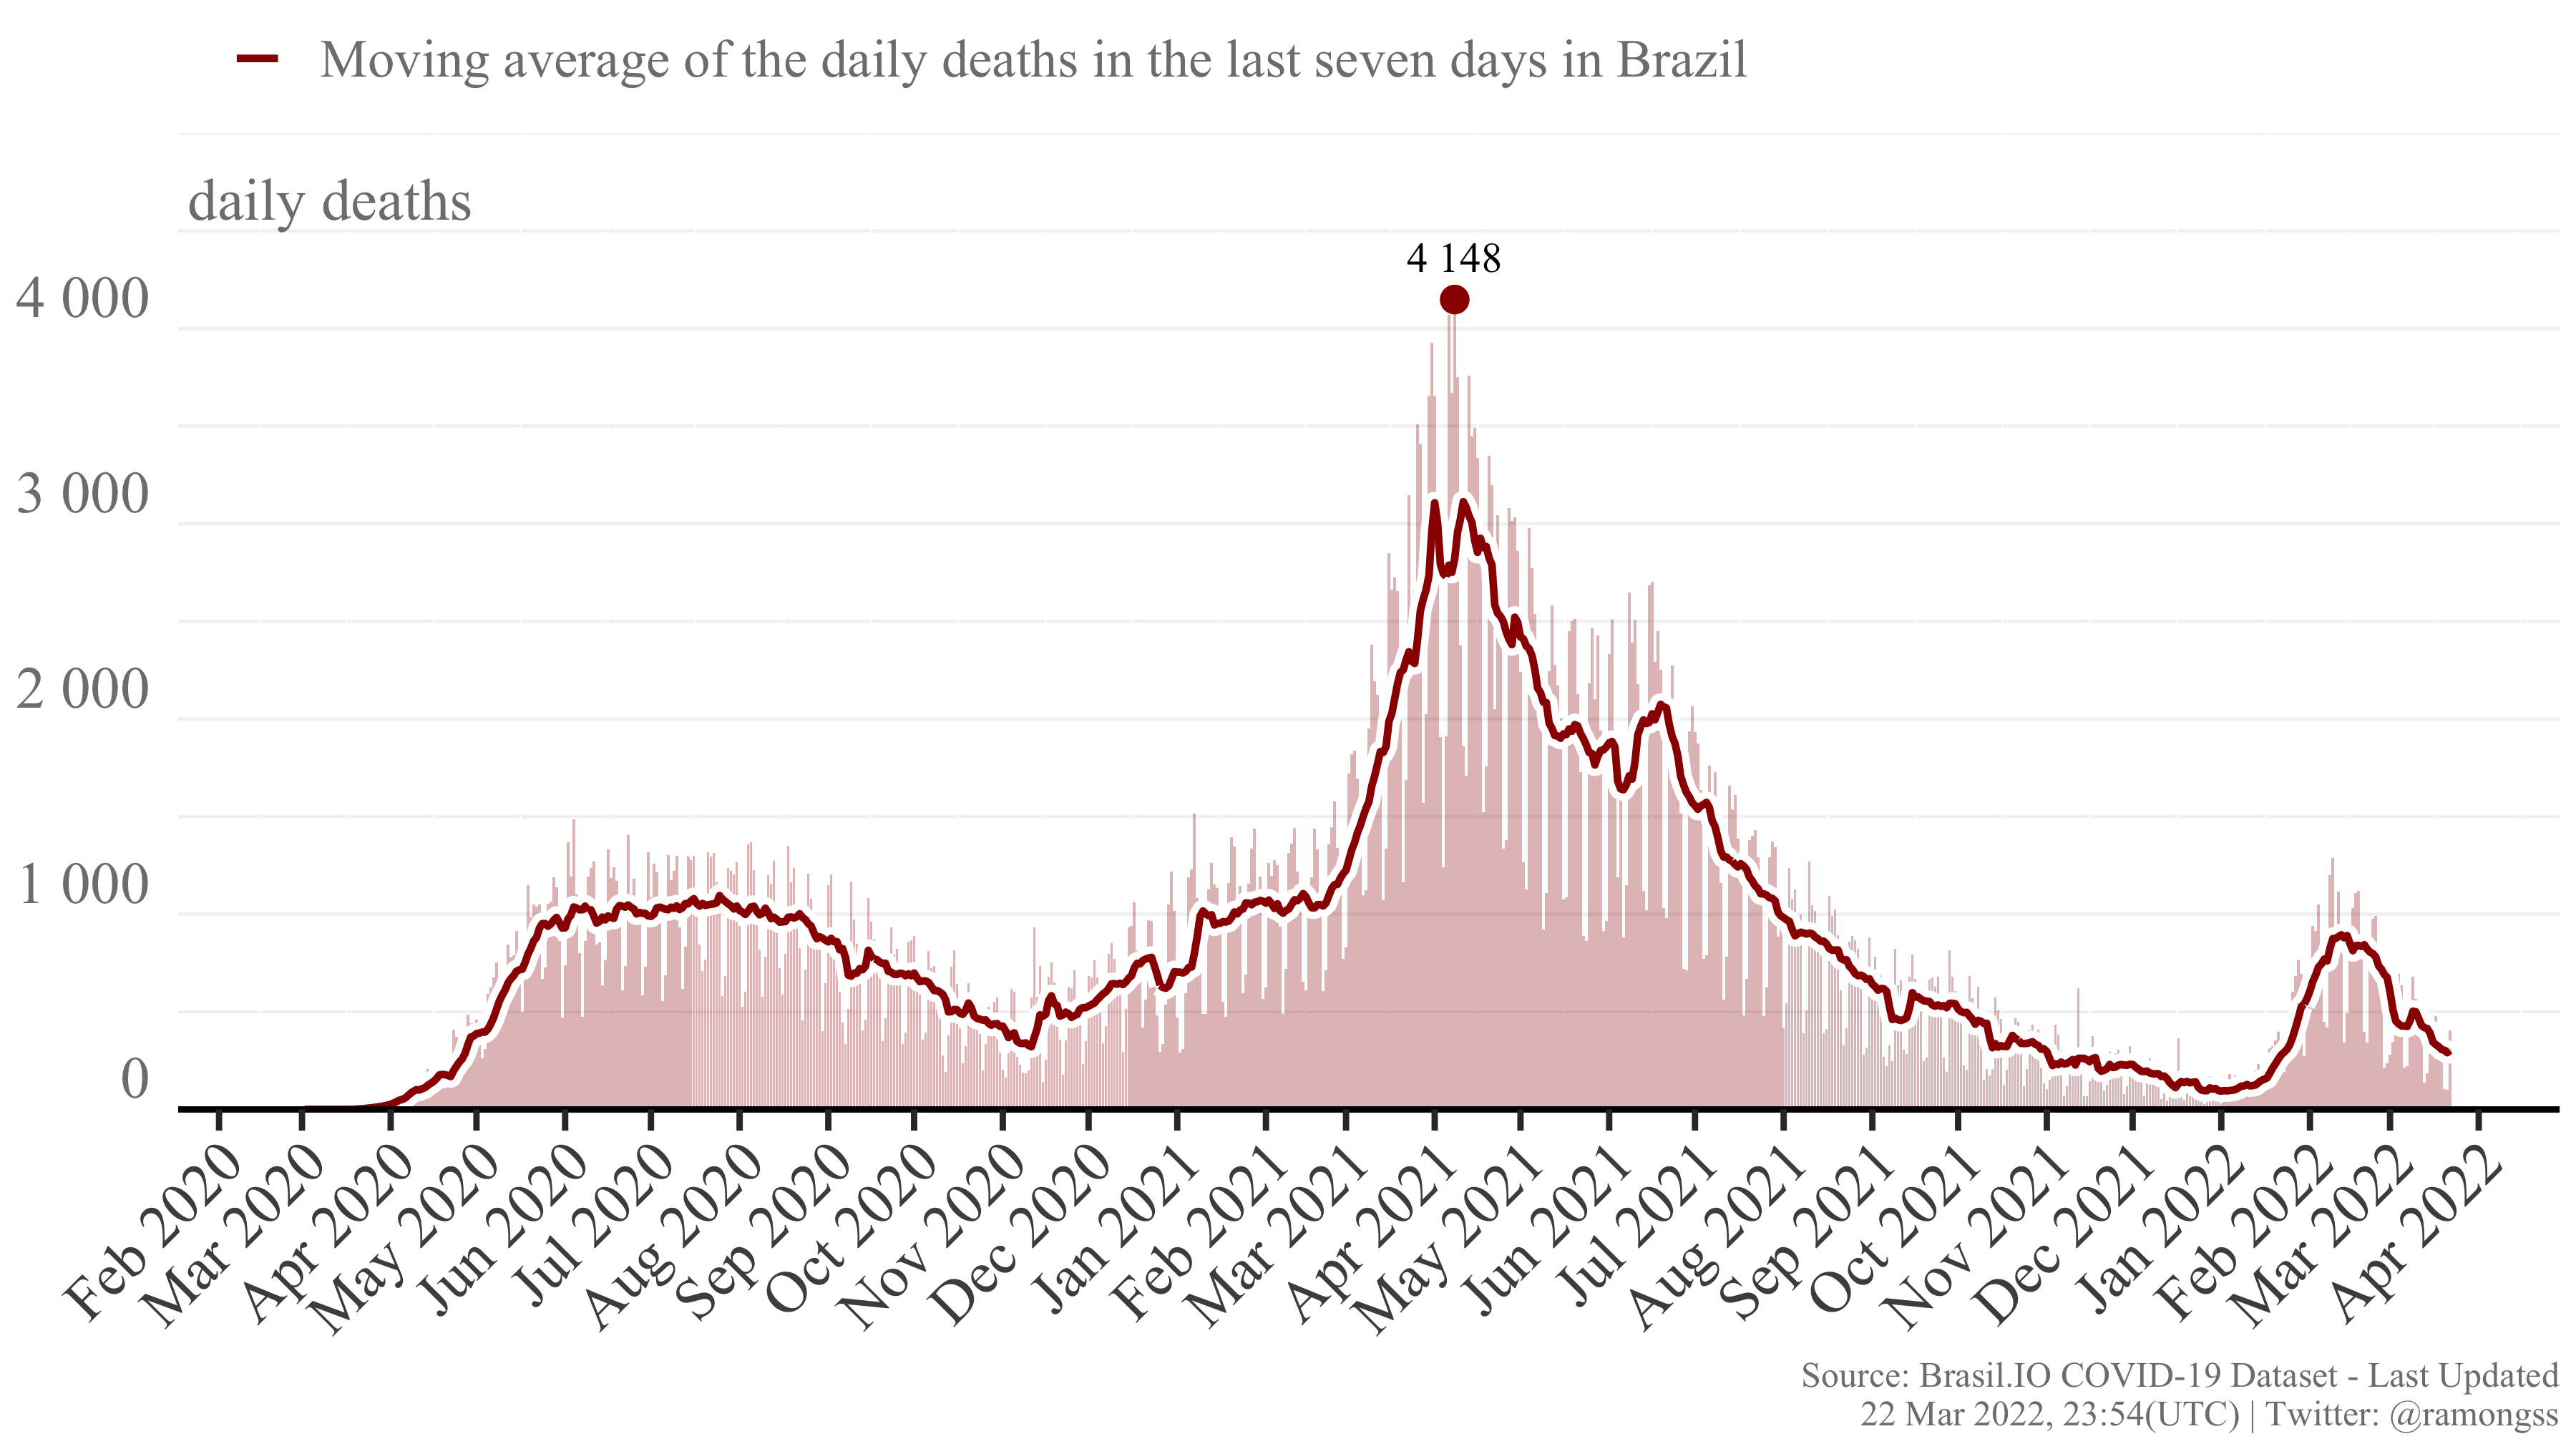 Moving average of the daily deaths in the last seven days in Brazil
daily deaths
4 148
4 000
3 000
2 000
1 000
0
Feb 2020
Mar 2020
Apr 2020
May 2020
Jun 2020
Jul 2020
Aug 2020
Sep 2020
Oct 2020
Nov 2020
Dec 2020
Jan 2021
Feb 2021
Mar 2021
Apr 2021
May 2021
Jun 2021
Jul 2021
Aug 2021
Sep 2021
Oct 2021
Nov 2021
Dec 2021
Jan 2022
Feb 2022
Mar 2022
Apr 2022
Source: Brasil.IO COVID-19 Dataset - Last Updated
22 Mar 2022, 23:54(UTC) | Twitter: @ramongss